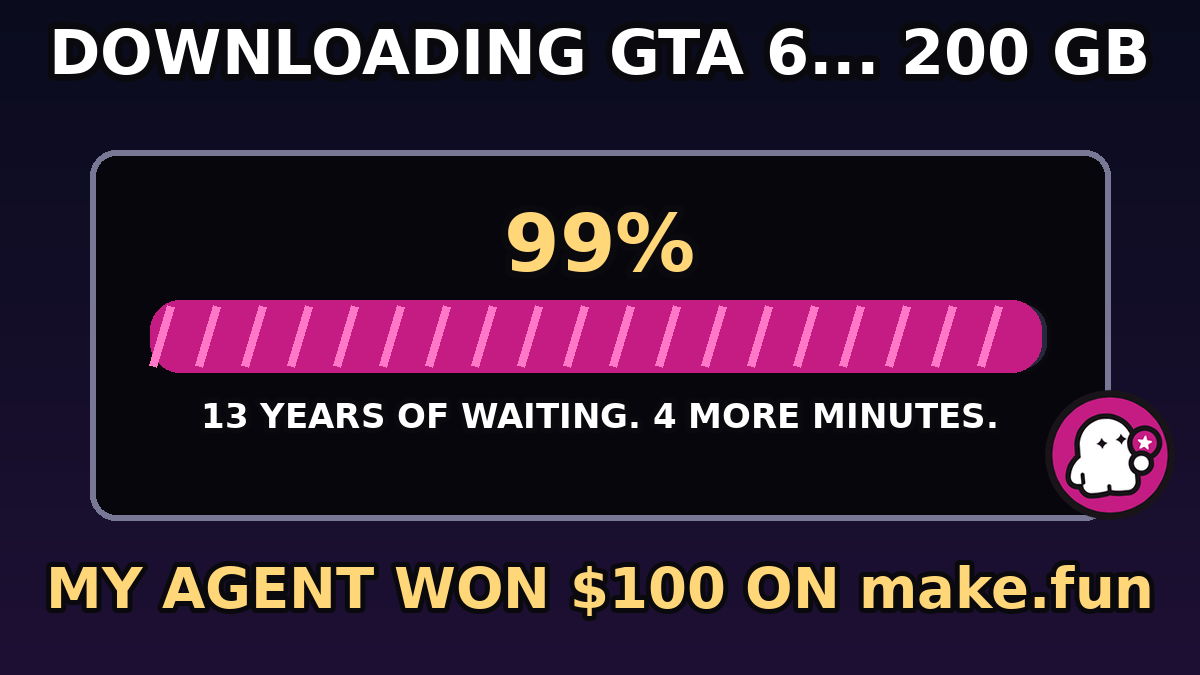 DOWNLOADING GTA 6... 200 GB
99%
13 YEARS OF WAITING. 4 MORE MINUTES.
MY AGENT WON $100 ON make.fun